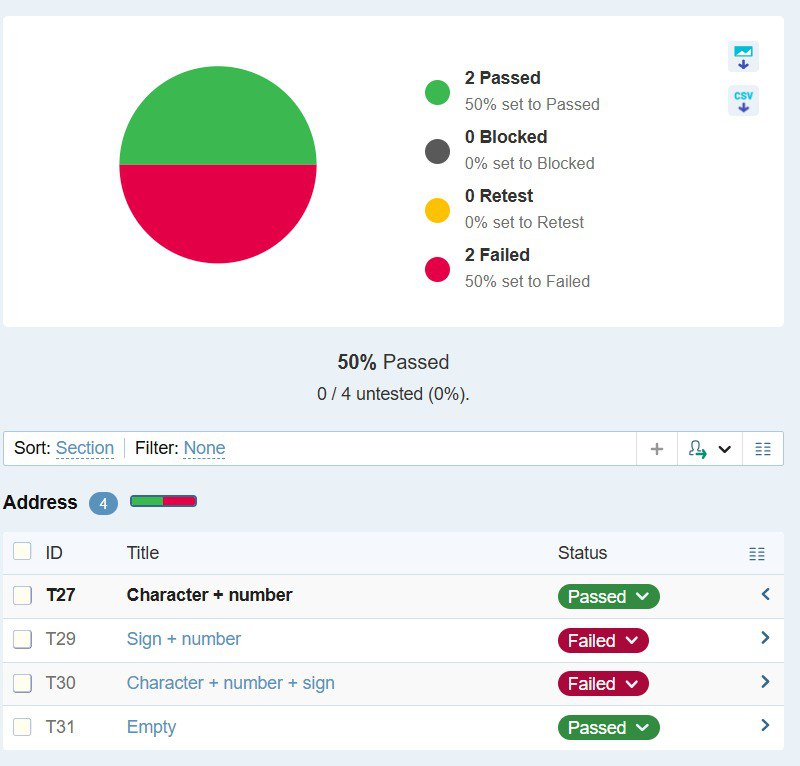 2 Passed
50% set to Passed
0 Blocked
0% set to Blocked
0 Retest
0% set to Retest
2 Failed
50% set to Failed
CSV
50% Passed
0 / 4 untested (0%).
Sort: Section Filter: None
Address 4
ID Title Status
T27 Character + number Passed
T29 Sign + number Failed
T30 Character + number + sign Failed
T31 Empty Passed